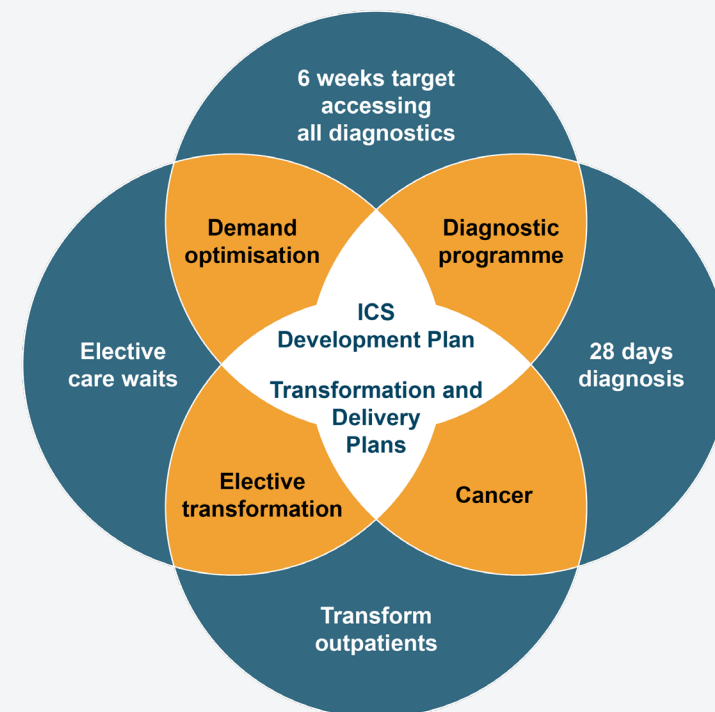 6 weeks target
accessing
all diagnostics
Demand
optimisation
Diagnostic
programme
ICS
Development Plan
Elective
care waits
28 days
diagnosis
Transformation and
Delivery
Plans
Elective
transformation
Cancer
Transform
outpatients